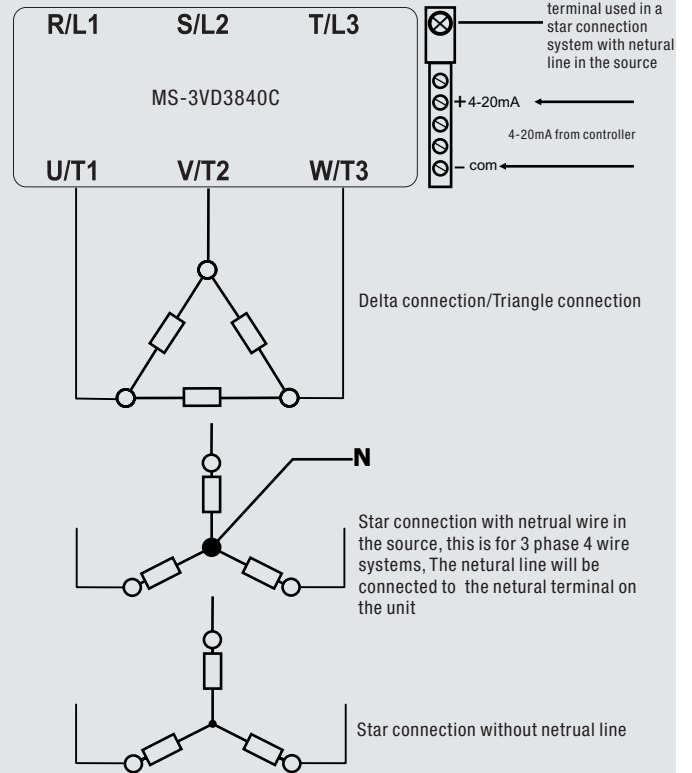 terminal used in a
star connection
system with netural
line in the source
R/L1 S/L2 T/L3
MS-3VD3840C
+ 4-20mA
4-20mA from controller
– com
U/T1 V/T2 W/T3
Delta connection/Triangle connection
N
Star connection with netrual wire in
the source, this is for 3 phase 4 wire
systems, The netural line will be
connected to the netural terminal on
the unit
Star connection without netrual line